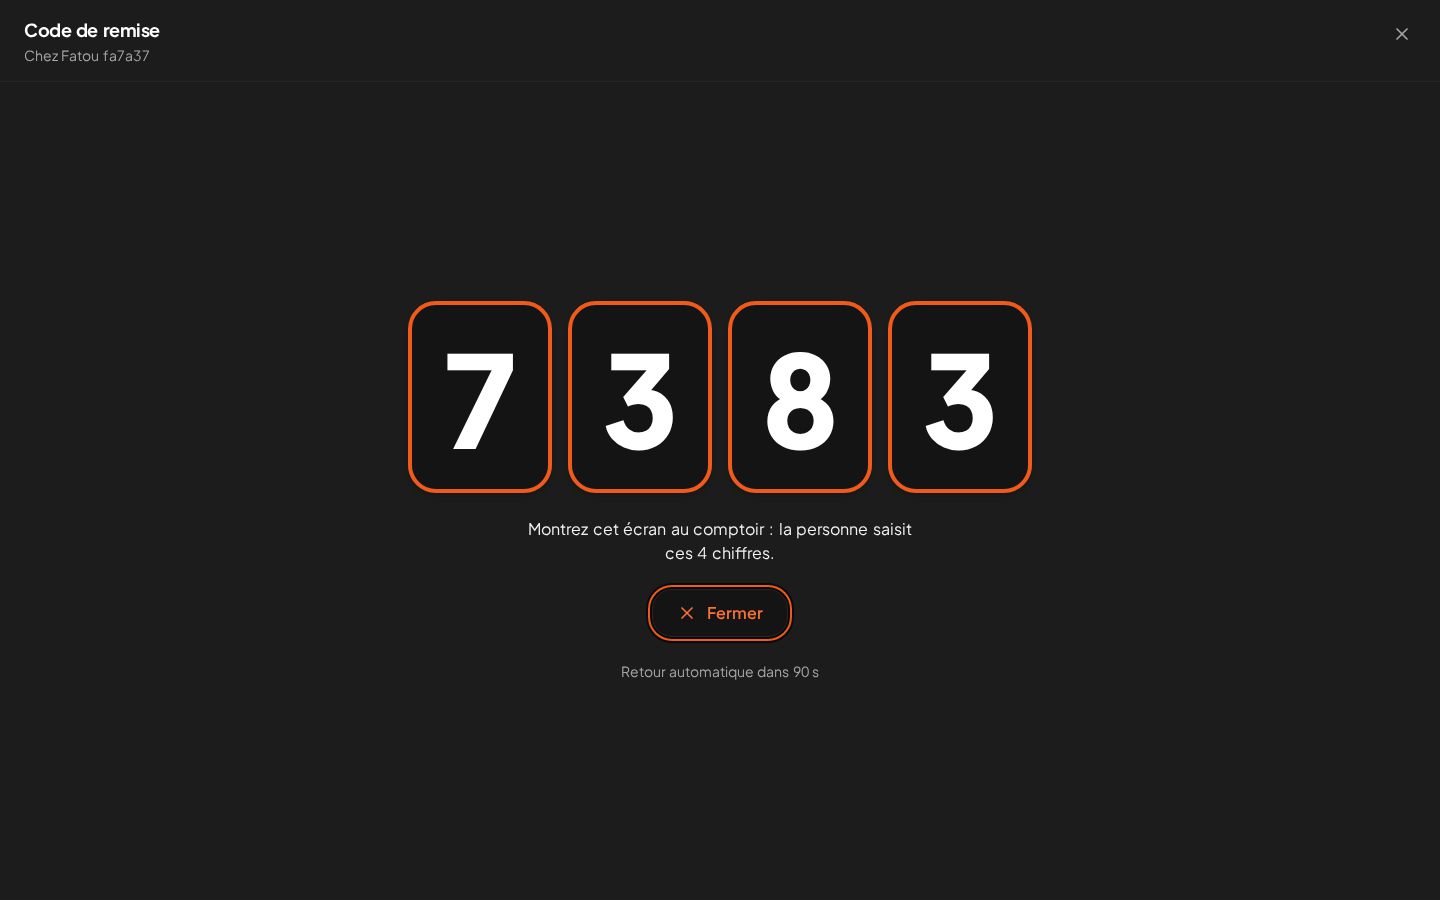 Code de remise
Chez Fatou fa7a37
7 3 8 3
Montrez cet écran au comptoir : la personne saisit
ces 4 chiffres.
Fermer
Retour automatique dans 90 s